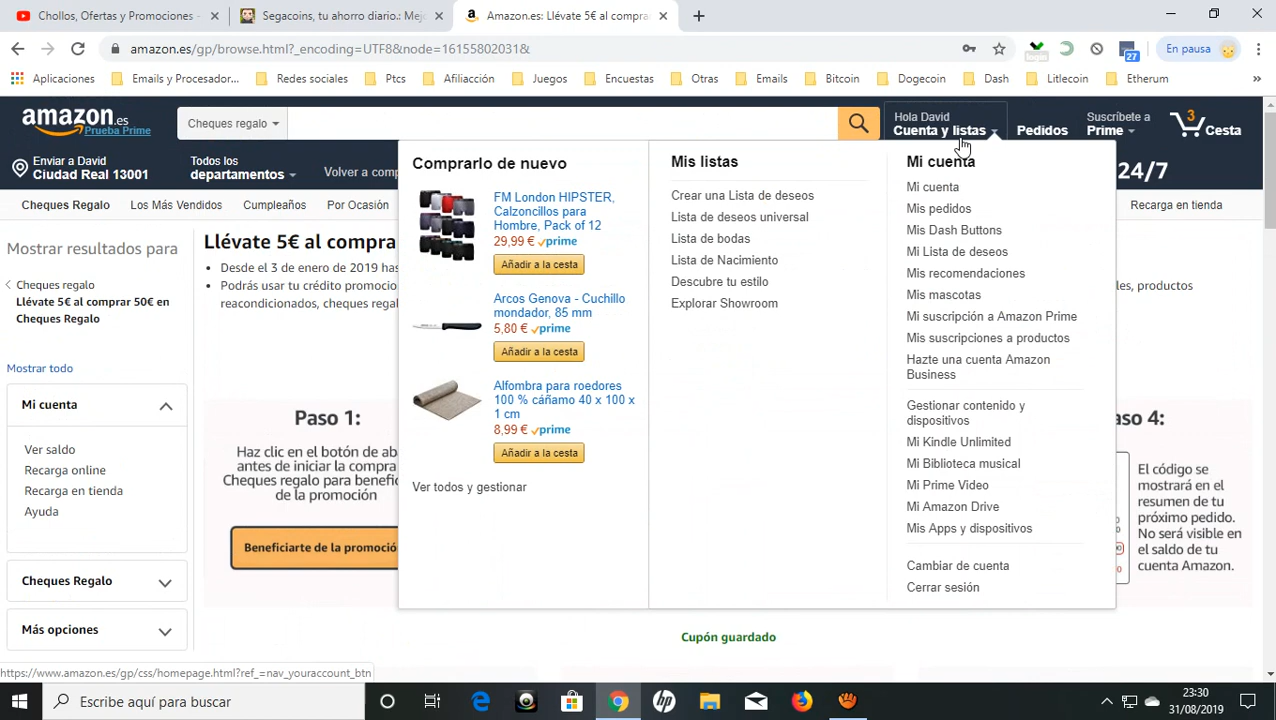 Chollos, Ofertas y Promociones -
Segacoins, tu ahorro diario.: Mejo
Amazon.es: Llévate 5€ al compra
amazon.es/gp/browse.html?_encoding=UTF8&node=16155802031&
27
En pausa
Aplicaciones
Emails y Procesador...
Redes sociales
Ptcs
Afiliacción
Juegos
Encuestas
Otras
Emails
Bitcoin
Dogecoin
Dash
Litlecoin
Etherum
»
amazon.es
Prueba Prime
Cheques regalo
Hola David
Cuenta y listas
Pedidos
Suscríbete a
Prime
3
Cesta
Enviar a David
Ciudad Real 13001
Todos los
departamentos
Volver a comp
24/7
Cheques Regalo
Los Más Vendidos
Cumpleaños
Por Ocasión
Recarga en tienda
Mostrar resultados para
Cheques regalo
Llévate 5€ al comprar 50€ en
Cheques Regalo
Mostrar todo
Mi cuenta
Ver saldo
Recarga online
Recarga en tienda
Ayuda
Cheques Regalo
Más opciones
Llévate 5€ al compra
Desde el 3 de enero de 2019 has
Podrás usar tu crédito promocio
reacondicionados, cheques regal
es, productos
Paso 1:
Haz clic en el botón de aba
antes de iniciar la compra
Cheques regalo para benefic
de la promoción
Beneficiarte de la promoció
Comprarlo de nuevo
FM London HIPSTER,
Calzoncillos para
Hombre, Pack of 12
29,99 € prime
Añadir a la cesta
Arcos Genova - Cuchillo
mondador, 85 mm
5,80 € prime
Añadir a la cesta
Alfombra para roedores
100 % cáñamo 40 x 100 x
1 cm
8,99 € prime
Añadir a la cesta
Ver todos y gestionar
Mis listas
Crear una Lista de deseos
Lista de deseos universal
Lista de bodas
Lista de Nacimiento
Descubre tu estilo
Explorar Showroom
Mi cuenta
Mi cuenta
Mis pedidos
Mis Dash Buttons
Mi Lista de deseos
Mis recomendaciones
Mis mascotas
Mi suscripción a Amazon Prime
Mis suscripciones a productos
Hazte una cuenta Amazon
Business
Gestionar contenido y
dispositivos
Mi Kindle Unlimited
Mi Biblioteca musical
Mi Prime Video
Mi Amazon Drive
Mis Apps y dispositivos
Cambiar de cuenta
Cerrar sesión
so 4:
El código se
mostrará en el
resumen de tu
próximo pedido.
No será visible en
el saldo de tu
cuenta Amazon.
Cupón guardado
https://www.amazon.es/gp/css/homepage.html?ref_=nav_youraccount_btn
Escribe aquí para buscar
23:30
31/08/2019